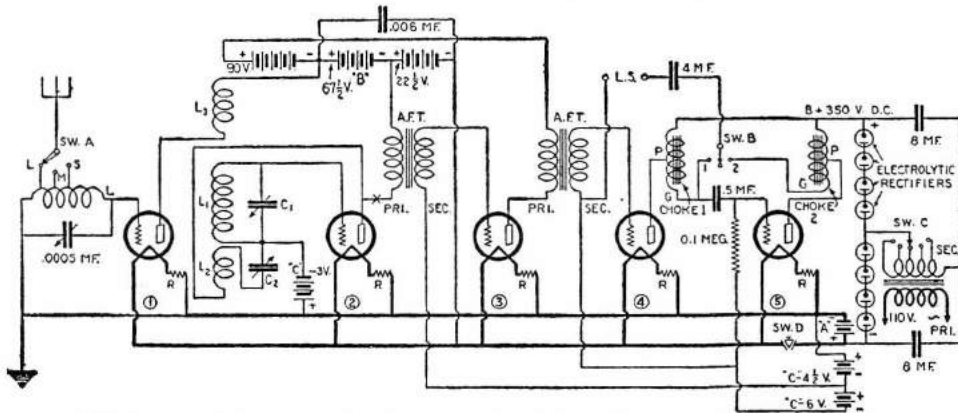 .006 MF.
+ - + - + -
90V
67½ V.
"B"
22½ V.
L3
SW. A
L
S
M
L
.0005 MF.
L1
L2
C1
C2
"C"
-3V.
+
A.F.T.
PRI.
SEC.
A.F.T.
PRI.
SEC.
L.S.
4 MF.
B+350 V. D.C.
8 MF.
P
G
CHOKE 1
SW. B
1
2
.5 MF.
0.1 MEG.
P
G
CHOKE 2
+
ELECTROLYTIC
RECTIFIERS
SW. C
SEC.
110V.
~
PRI.
-
R
R
R
R
R
①
②
③
④
⑤
SW. D
"A"
-
+
8 MF.
+
-
"C"-4½ V.
+
-
"C"-6 V.